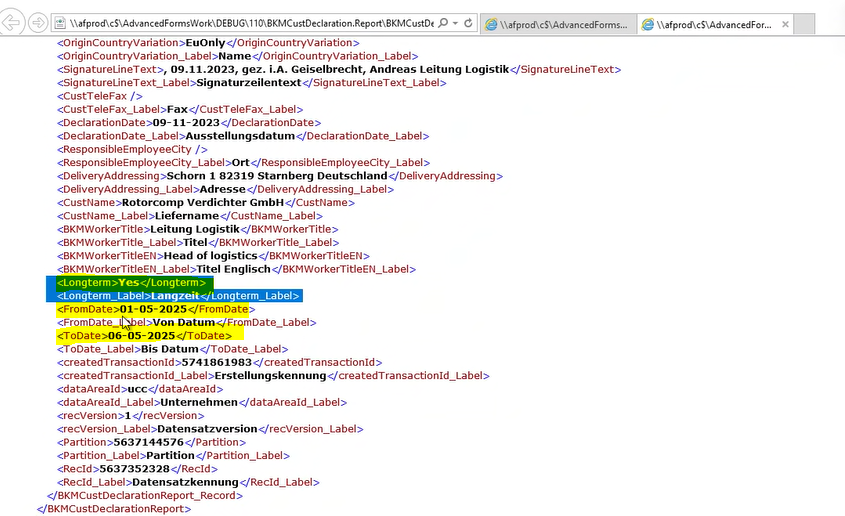 \\afprod\c$\AdvancedFormsWork\DEBUG\110\BKMCustDeclaration.Report\BKMCustDe
\\afprod\c$\AdvancedForms...
\\afprod\c$\AdvancedFor...
<OriginCountryVariation>EuOnly</OriginCountryVariation>
<OriginCountryVariation_Label>Name</OriginCountryVariation_Label>
<SignatureLineText>, 09.11.2023, gez. i.A. Geiselbrecht, Andreas Leitung Logistik</SignatureLineText>
<SignatureLineText_Label>Signaturzeilentext</SignatureLineText_Label>
<CustTeleFax />
<CustTeleFax_Label>Fax</CustTeleFax_Label>
<DeclarationDate>09-11-2023</DeclarationDate>
<DeclarationDate_Label>Ausstellungsdatum</DeclarationDate_Label>
<ResponsibleEmployeeCity />
<ResponsibleEmployeeCity_Label>Ort</ResponsibleEmployeeCity_Label>
<DeliveryAddressing>Schorn 1 82319 Starnberg Deutschland</DeliveryAddressing>
<DeliveryAddressing_Label>Adresse</DeliveryAddressing_Label>
<CustName>Rotorcomp Verdichter GmbH</CustName>
<CustName_Label>Liefername</CustName_Label>
<BKMWorkerTitle>Leitung Logistik</BKMWorkerTitle>
<BKMWorkerTitle_Label>Titel</BKMWorkerTitle_Label>
<BKMWorkerTitleEN>Head of logistics</BKMWorkerTitleEN>
<BKMWorkerTitleEN_Label>Titel Englisch</BKMWorkerTitleEN_Label>
<Longterm>Yes</Longterm>
<Longterm_Label>Langzeit</Longterm_Label>
<FromDate>01-05-2025</FromDate>
<FromDate_Label>Von Datum</FromDate_Label>
<ToDate>06-05-2025</ToDate>
<ToDate_Label>Bis Datum</ToDate_Label>
<createdTransactionId>5741861983</createdTransactionId>
<createdTransactionId_Label>Erstellungskennung</createdTransactionId_Label>
<dataAreaId>ucc</dataAreaId>
<dataAreaId_Label>Unternehmen</dataAreaId_Label>
<recVersion>1</recVersion>
<recVersion_Label>Datensatzversion</recVersion_Label>
<Partition>5637144576</Partition>
<Partition_Label>Partition</Partition_Label>
<RecId>5637352328</RecId>
<RecId_Label>Datensatzkennung</RecId_Label>
</BKMCustDeclarationReport_Record>
</BKMCustDeclarationReport>